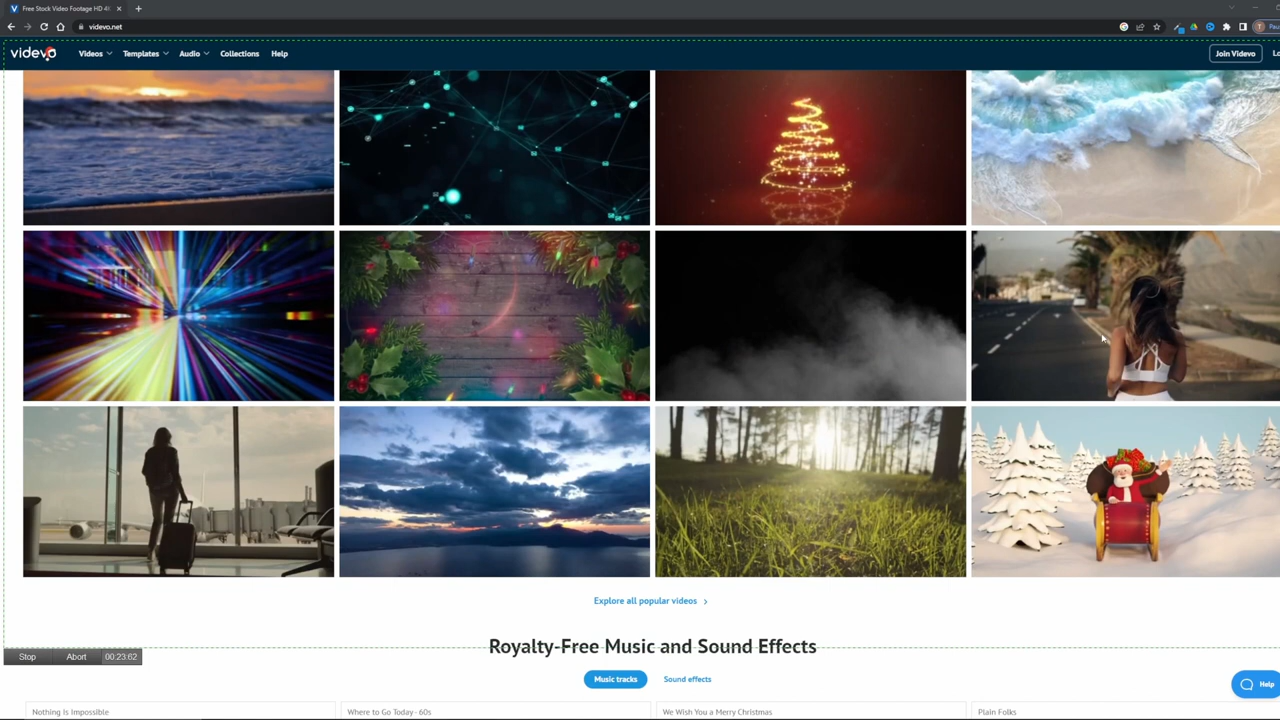 Free Stock Video Footage HD 4K
videvo.net
Pau
videvo
Videos
Templates
Audio
Collections
Help
Join Videvo
Lo
Explore all popular videos
Royalty-Free Music and Sound Effects
Stop
Abort
00:23:62
Music tracks
Sound effects
Help
Nothing is Impossible
Where to Go Today - 60s
We Wish You a Merry Christmas
Plain Folks